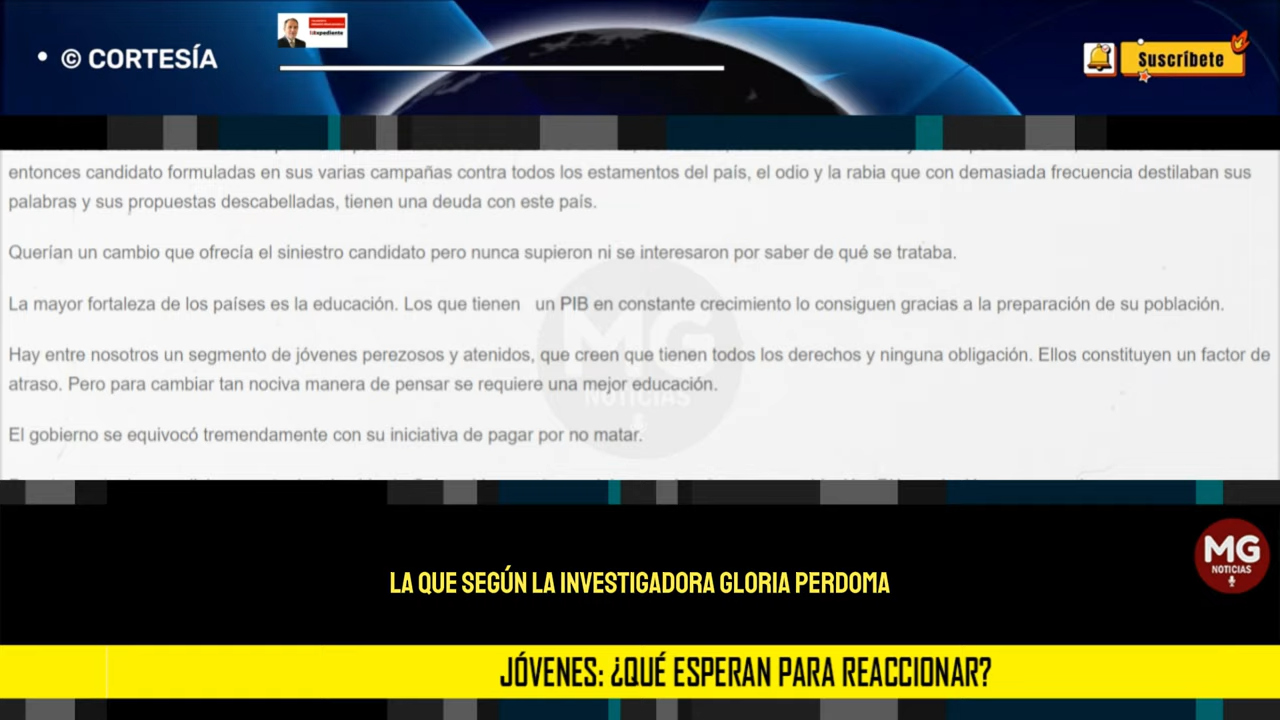 © CORTESÍA
Expediente
Suscríbete
entonces candidato formuladas en sus varias campañas contra todos los estamentos del país, el odio y la rabia que con demasiada frecuencia destilaban sus
palabras y sus propuestas descabelladas, tienen una deuda con este país.
Querían un cambio que ofrecía el siniestro candidato pero nunca supieron ni se interesaron por saber de qué se trataba.
La mayor fortaleza de los países es la educación. Los que tienen un PIB en constante crecimiento lo consiguen gracias a la preparación de su población.
Hay entre nosotros un segmento de jóvenes perezosos y atenidos, que creen que tienen todos los derechos y ninguna obligación. Ellos constituyen un factor de
atraso. Pero para cambiar tan nociva manera de pensar se requiere una mejor educación.
El gobierno se equivocó tremendamente con su iniciativa de pagar por no matar.
MG
NOTICIAS
MG
NOTICIAS
LA QUE SEGÚN LA INVESTIGADORA GLORIA PERDOMA
JÓVENES: ¿QUÉ ESPERAN PARA REACCIONAR?